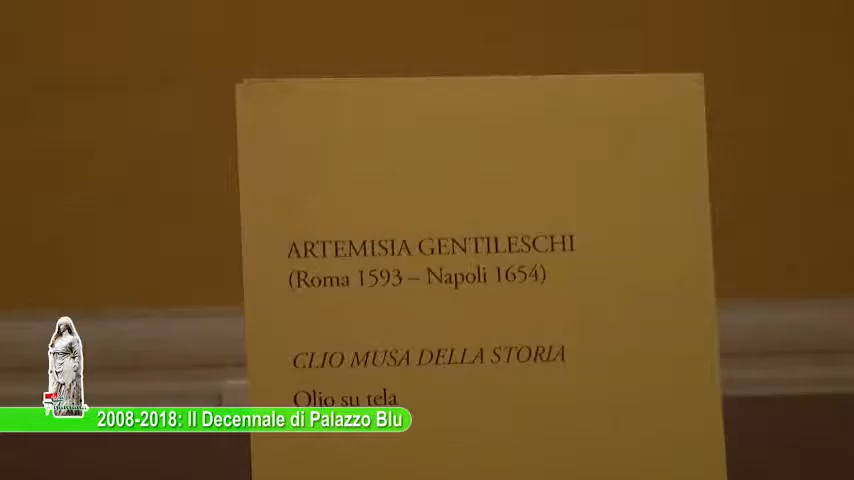 ARTEMISIA GENTILESCHI
(Roma 1593 – Napoli 1654)
CLIO MUSA DELLA STORIA
Olio su tela
2008-2018: Il Decennale di Palazzo Blu